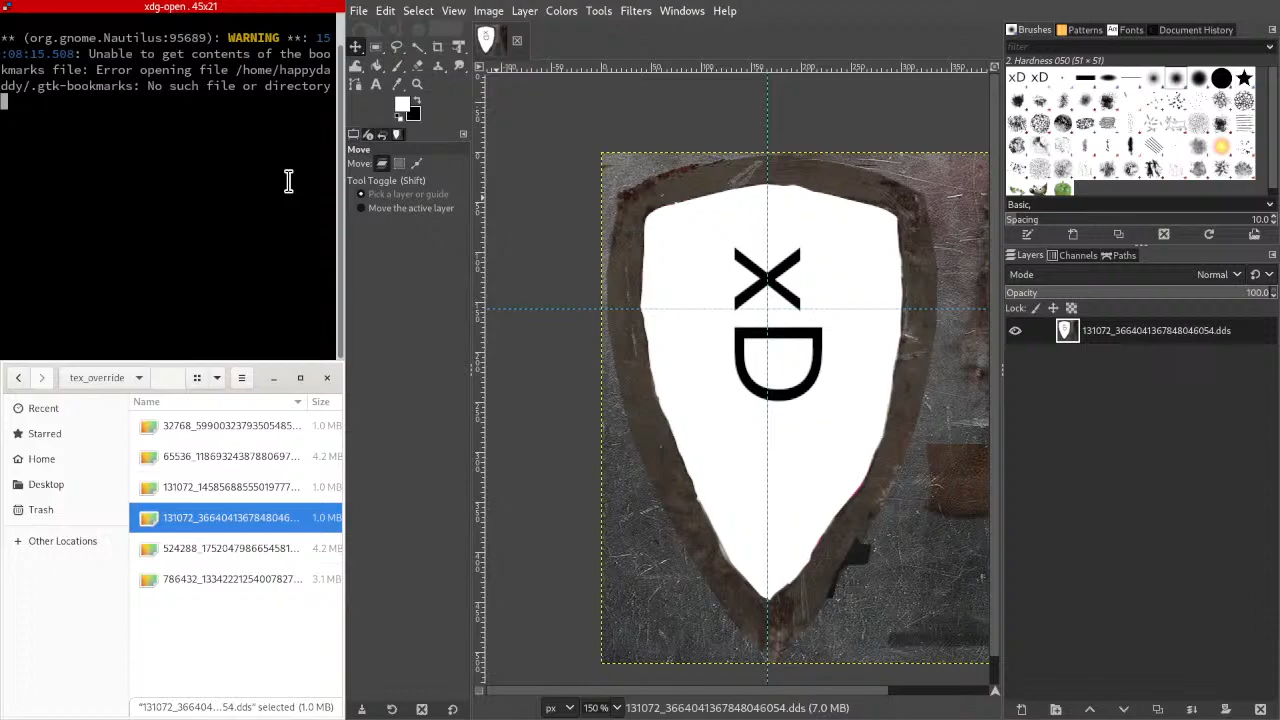 xdg-open . 45x21
** (org.gnome.Nautilus:95689): WARNING **: 15
:08:15.508: Unable to get contents of the boo
kmarks file: Error opening file /home/happyda
ddy/.gtk-bookmarks: No such file or directory
tex_override
Recent
Starred
Home
Desktop
Trash
Other Locations
Name Size
32768_59900323793505485... 1.0 MB
65536_11869324387880697... 4.2 MB
131072_14585688555019777... 1.0 MB
131072_3664041367848046... 1.0 MB
524288_1752047986654581... 4.2 MB
786432_13342221254007827... 3.1 MB
"131072_366404...54.dds" selected (1.0 MB)
File Edit Select View Image Layer Colors Tools Filters Windows Help
Move
Move:
Tool Toggle (Shift)
Pick a layer or guide
Move the active layer
xD
px 150 % 131072_3664041367848046054.dds (7.0 MB)
Brushes Patterns Fonts Document History
filter
2. Hardness 050 (51 × 51)
xD xD
Basic,
Spacing 10.0
Layers Channels Paths
Mode Normal
Opacity 100.0
Lock:
131072_3664041367848046054.dds